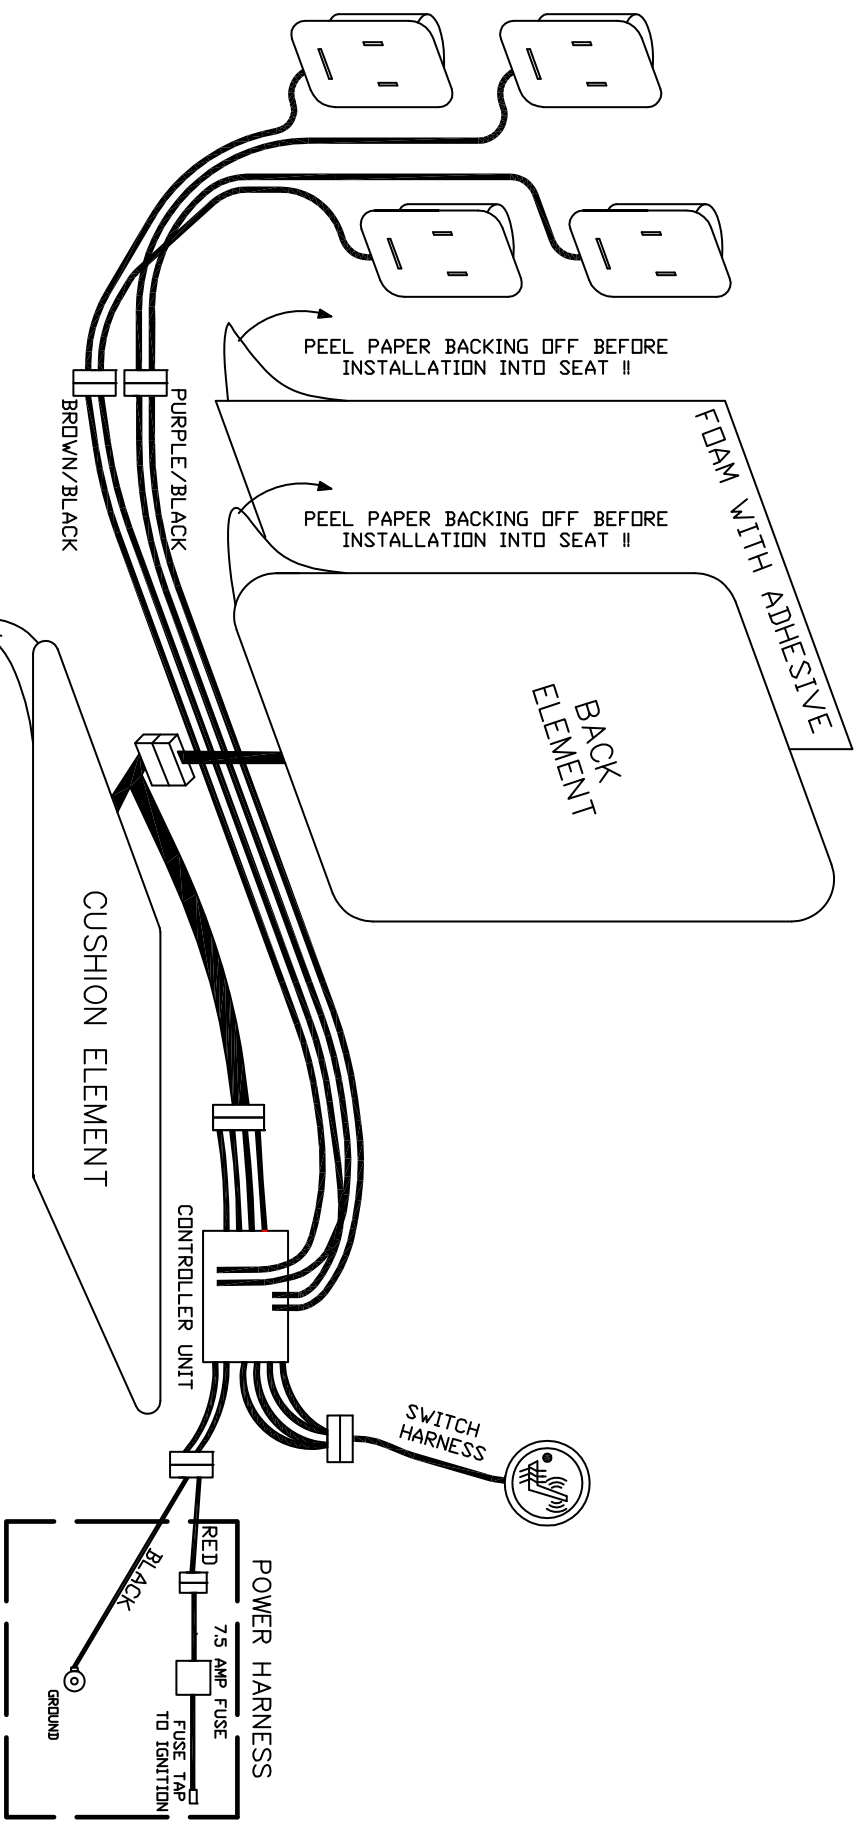 PEEL PAPER BACKING OFF BEFORE
INSTALLATION INTO SEAT !!
PURPLE/BLACK
BROWN/BLACK
FOAM WITH ADHESIVE
PEEL PAPER BACKING OFF BEFORE
INSTALLATION INTO SEAT !!
BACK
ELEMENT
CUSHION ELEMENT
CONTROLLER UNIT
SWITCH
HARNESS
POWER HARNESS
RED
BLACK
7.5 AMP FUSE
FUSE TAP
TO IGNITION
GROUND